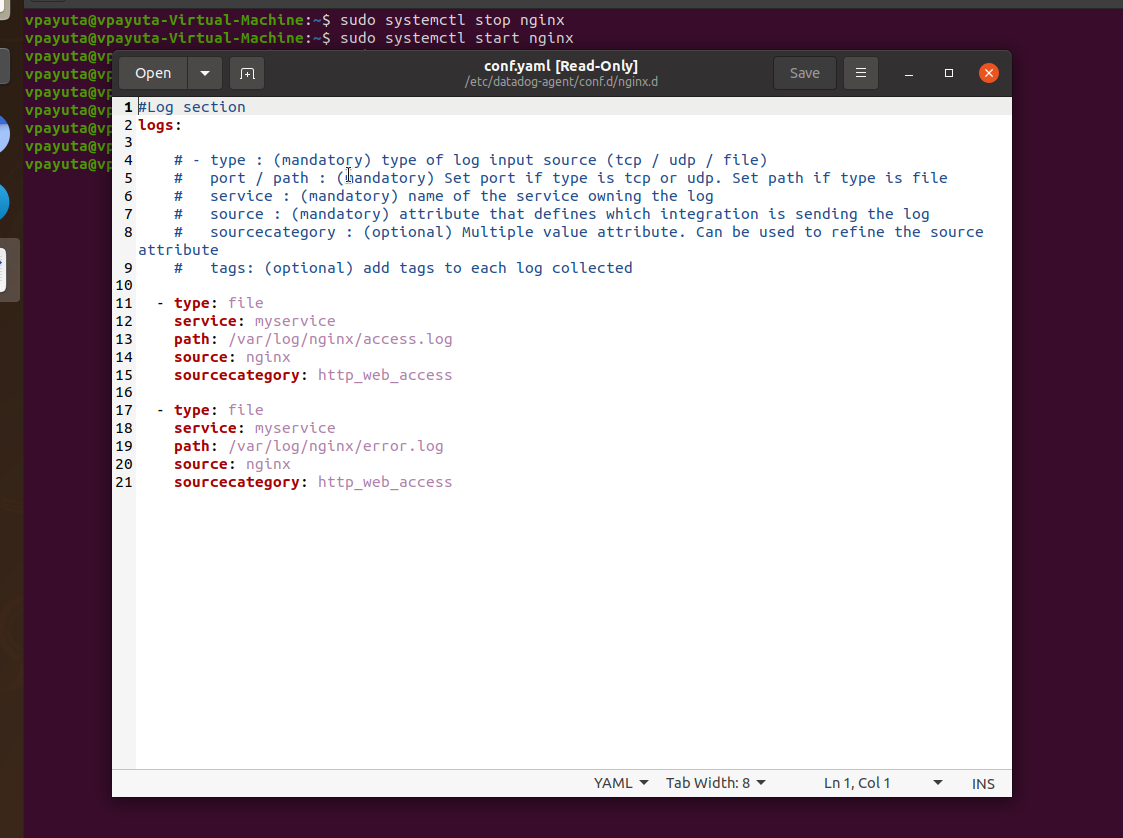 vpayuta@vpayuta-Virtual-Machine:~$ sudo systemctl stop nginx
vpayuta@vpayuta-Virtual-Machine:~$ sudo systemctl start nginx
vpayuta@vp
vpayuta@vp
vpayuta@vp
vpayuta@vp
vpayuta@vp
vpayuta@vp
vpayuta@vp
Open
conf.yaml [Read-Only]
/etc/datadog-agent/conf.d/nginx.d
Save
1 #Log section
2 logs:
3
4     # - type : (mandatory) type of log input source (tcp / udp / file)
5     #   port / path : (mandatory) Set port if type is tcp or udp. Set path if type is file
6     #   service : (mandatory) name of the service owning the log
7     #   source : (mandatory) attribute that defines which integration is sending the log
8     #   sourcecategory : (optional) Multiple value attribute. Can be used to refine the source
attribute
9     #   tags: (optional) add tags to each log collected
10
11   - type: file
12     service: myservice
13     path: /var/log/nginx/access.log
14     source: nginx
15     sourcecategory: http_web_access
16
17   - type: file
18     service: myservice
19     path: /var/log/nginx/error.log
20     source: nginx
21     sourcecategory: http_web_access
YAML Tab Width: 8 Ln 1, Col 1 INS